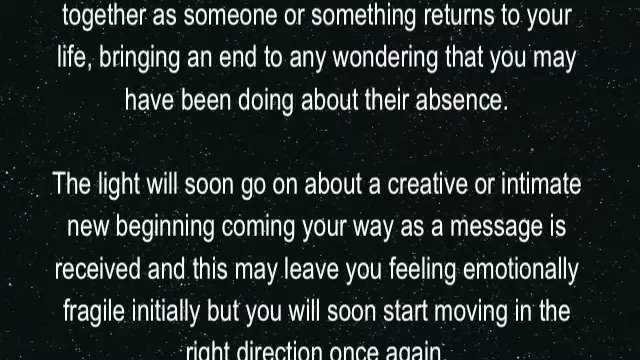 together as someone or something returns to your
life, bringing an end to any wondering that you may
have been doing about their absence.
The light will soon go on about a creative or intimate
new beginning coming your way as a message is
received and this may leave you feeling emotionally
fragile initially but you will soon start moving in the
right direction once again